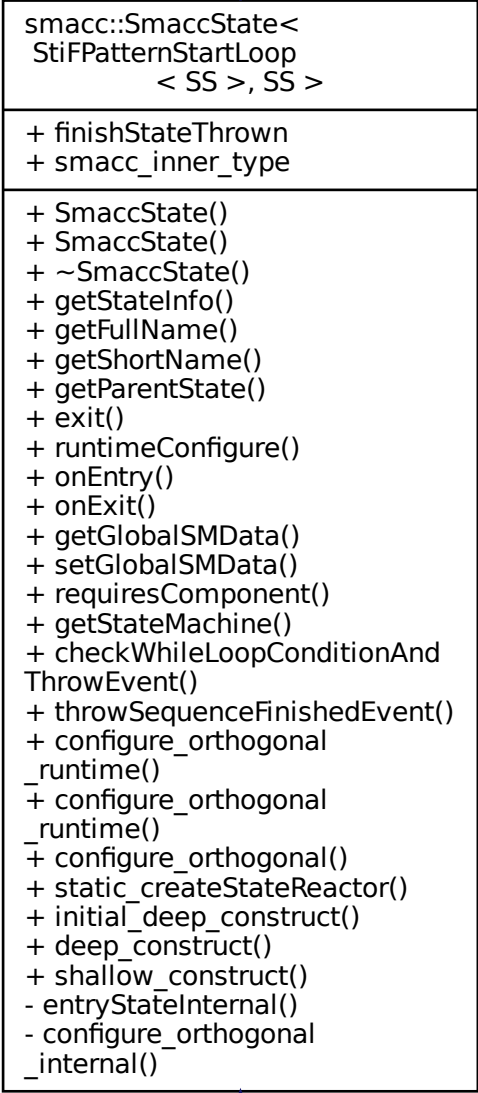 smacc::SmaccState<
StiFPatternStartLoop
< SS >, SS >
+ finishStateThrown
+ smacc_inner_type
+ SmaccState()
+ SmaccState()
+ ~SmaccState()
+ getStateInfo()
+ getFullName()
+ getShortName()
+ getParentState()
+ exit()
+ runtimeConfigure()
+ onEntry()
+ onExit()
+ getGlobalSMData()
+ setGlobalSMData()
+ requiresComponent()
+ getStateMachine()
+ checkWhileLoopConditionAnd
ThrowEvent()
+ throwSequenceFinishedEvent()
+ configure_orthogonal
_runtime()
+ configure_orthogonal
_runtime()
+ configure_orthogonal()
+ static_createStateReactor()
+ initial_deep_construct()
+ deep_construct()
+ shallow_construct()
- entryStateInternal()
- configure_orthogonal
_internal()